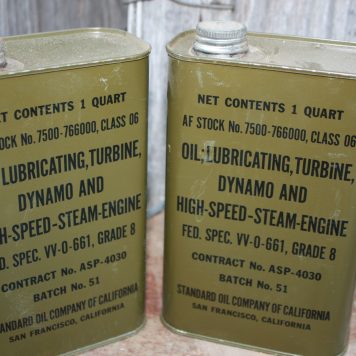 ET CONTENTS 1 QUART
STOCK No. 7500-766000, CLASS 06
LUBRICATING, TURBINE,
DYNAMO AND
H-SPEED-STEAM-ENGINE
FED. SPEC. VV-O-661, GRADE 8
CONTRACT No. ASP-4030
BATCH No. 51
STANDARD OIL COMPANY OF CALIFORNIA
SAN FRANCISCO, CALIFORNIA
NET CONTENTS 1 QUART
AF STOCK No. 7500-766000, CLASS 06
OIL; LUBRICATING, TURBINE,
DYNAMO AND
HIGH-SPEED-STEAM-ENGINE
FED. SPEC. VV-O-661, GRADE 8
CONTRACT No. ASP-4030
BATCH No. 51
STANDARD OIL COMPANY OF CALIFORNIA
SAN FRANCISCO, CALIFORNIA